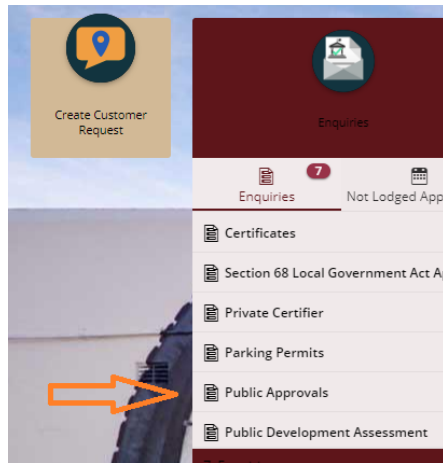 Create Customer
Request
Enquiries
7
Enquiries
Not Lodged App
Certificates
Section 68 Local Government Act A
Private Certifier
Parking Permits
Public Approvals
Public Development Assessment